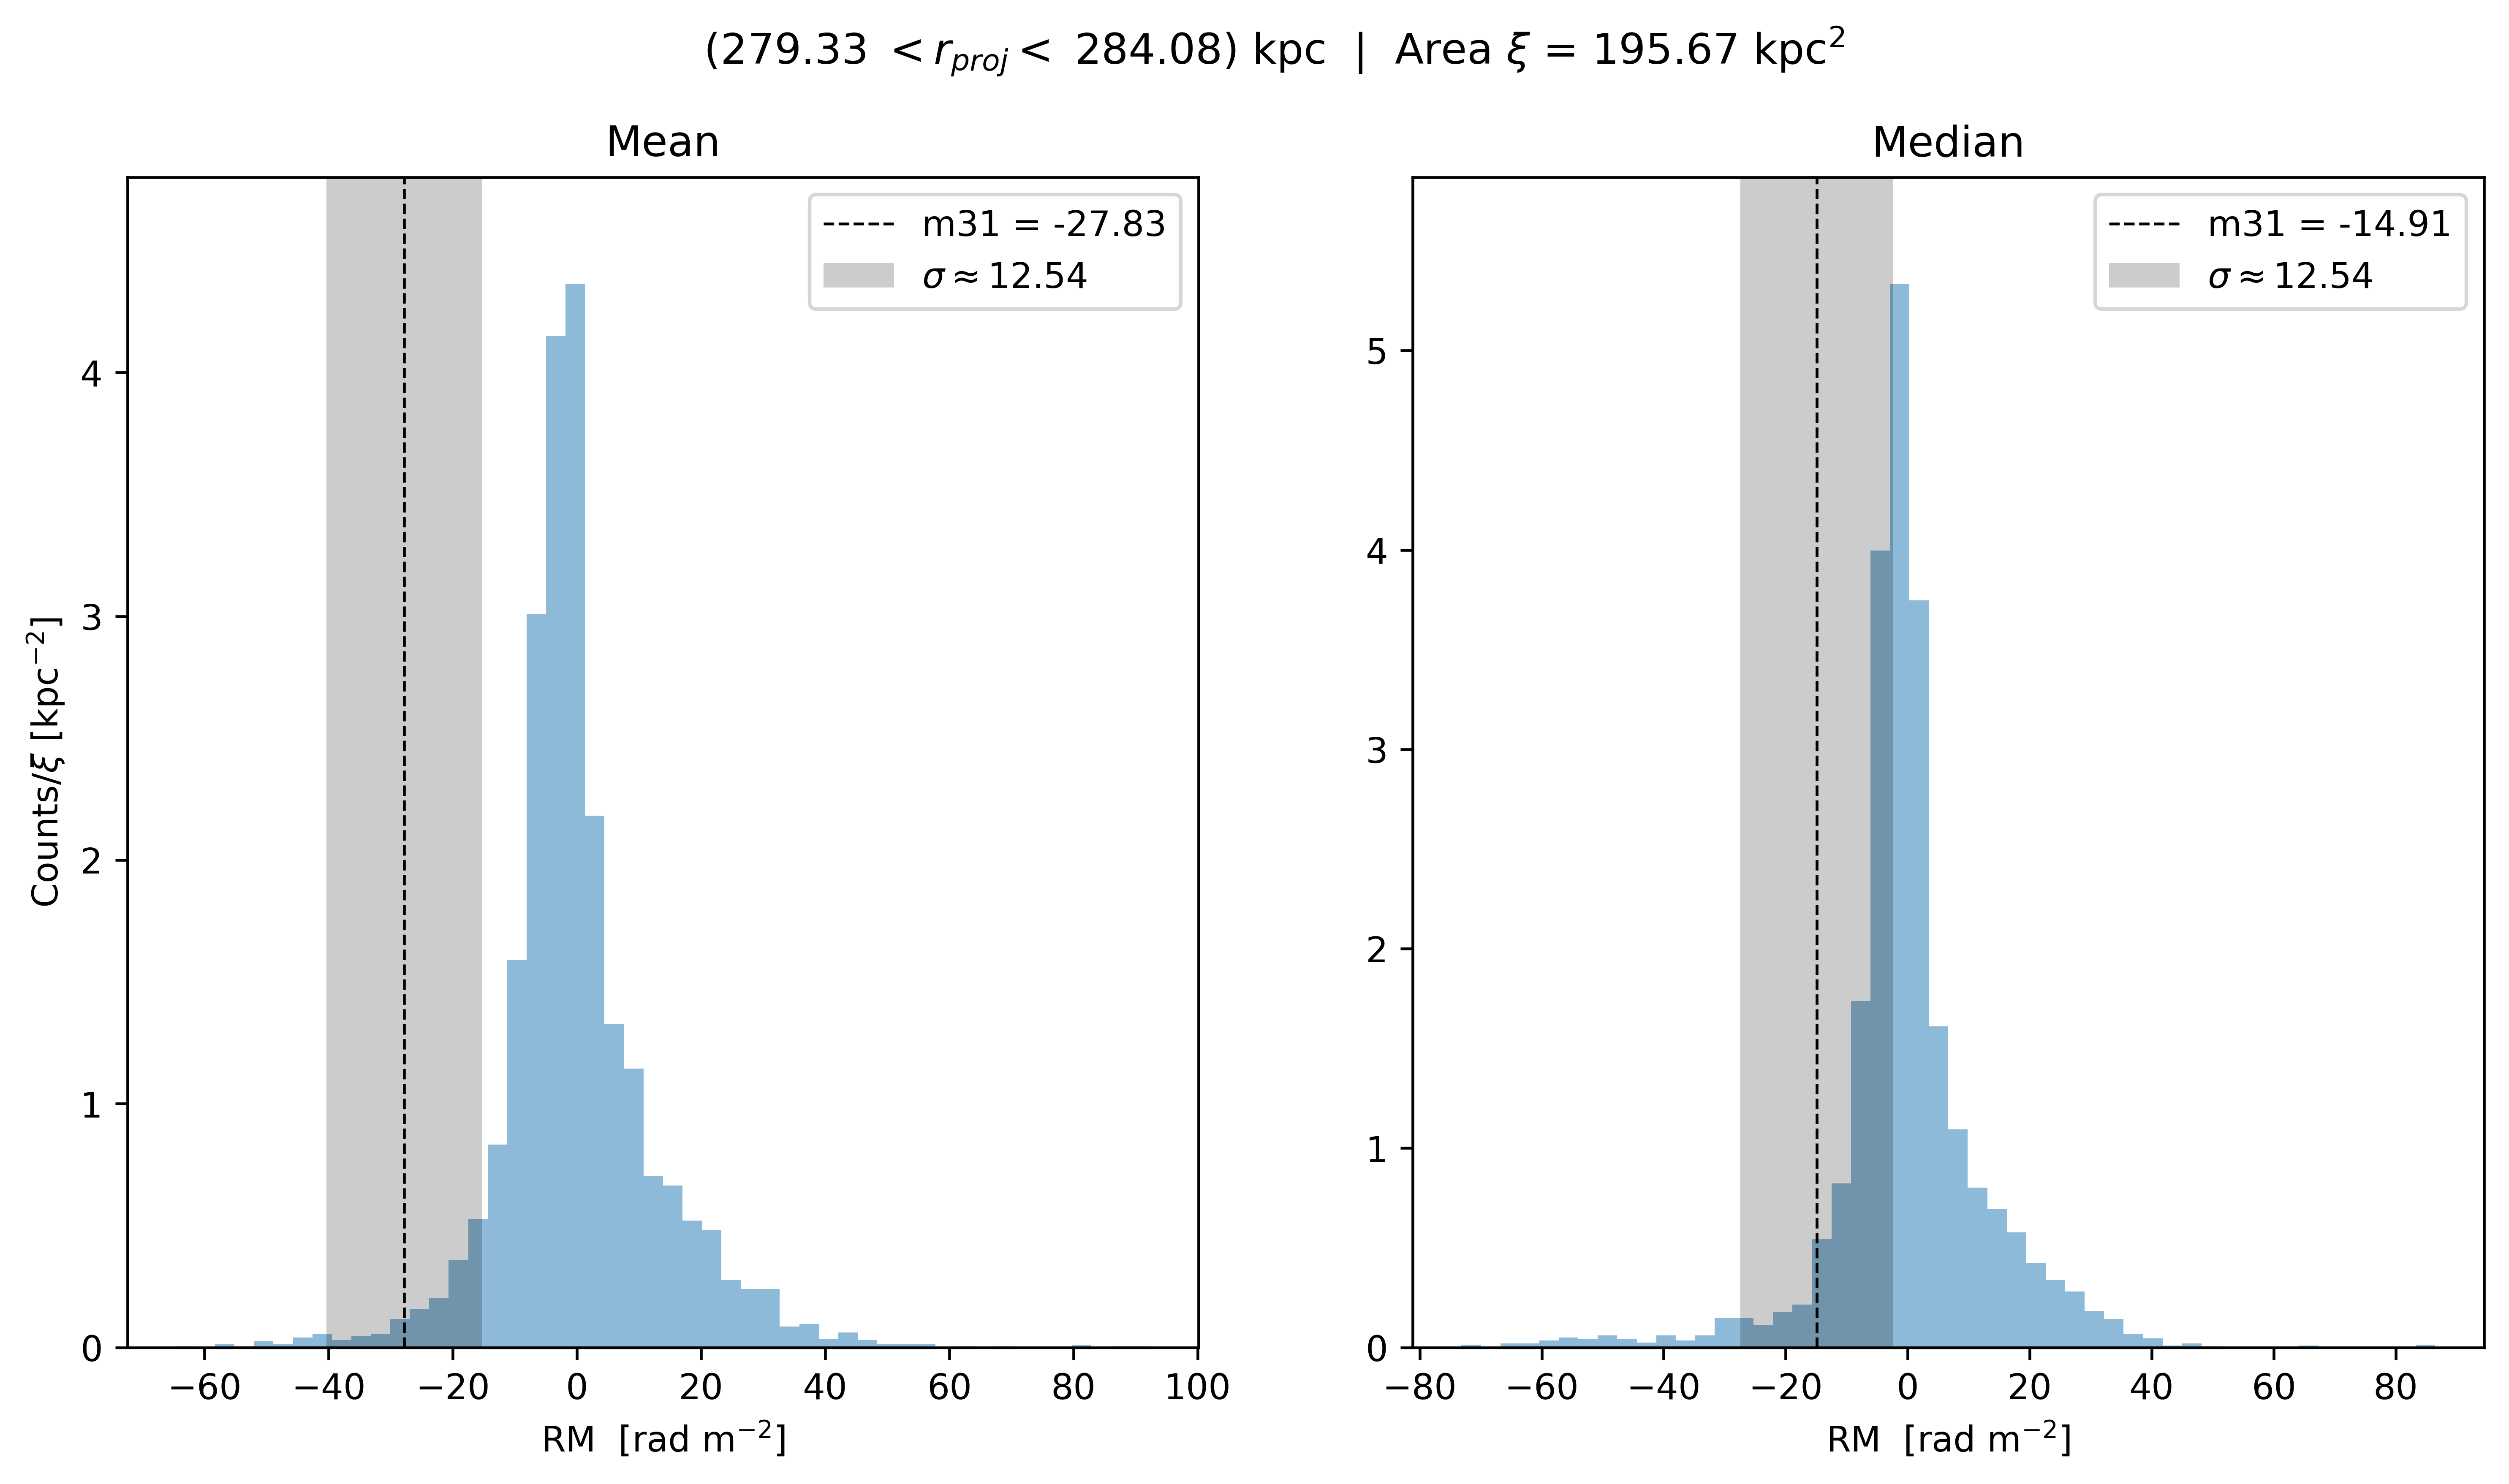 (279.33 < r_proj < 284.08) kpc | Area ξ = 195.67 kpc²
Mean
m31 = -27.83
σ ≈ 12.54
Counts/ξ [kpc⁻²]
4
3
2
1
0
−60 −40 −20 0 20 40 60 80 100
RM [rad m⁻²]
Median
m31 = -14.91
σ ≈ 12.54
5
4
3
2
1
0
−80 −60 −40 −20 0 20 40 60 80
RM [rad m⁻²]